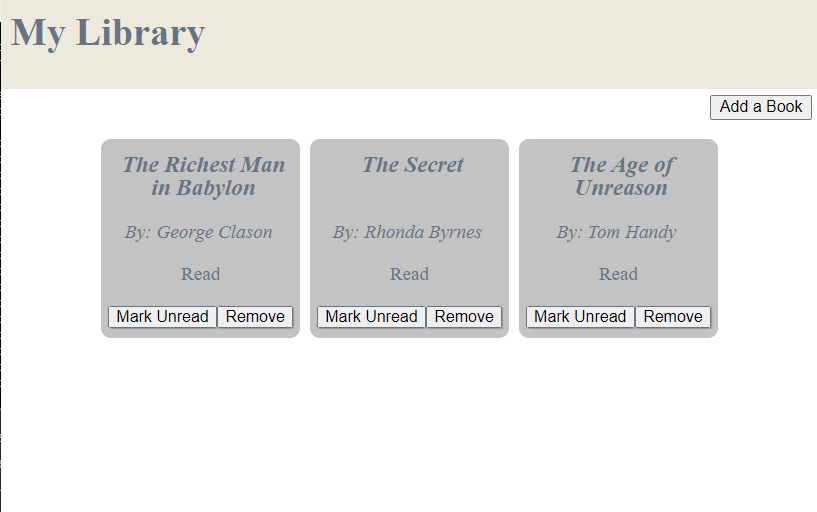 My Library
Add a Book
The Richest Man
in Babylon
By: George Clason
Read
Mark Unread Remove
The Secret
By: Rhonda Byrnes
Read
Mark Unread Remove
The Age of
Unreason
By: Tom Handy
Read
Mark Unread Remove